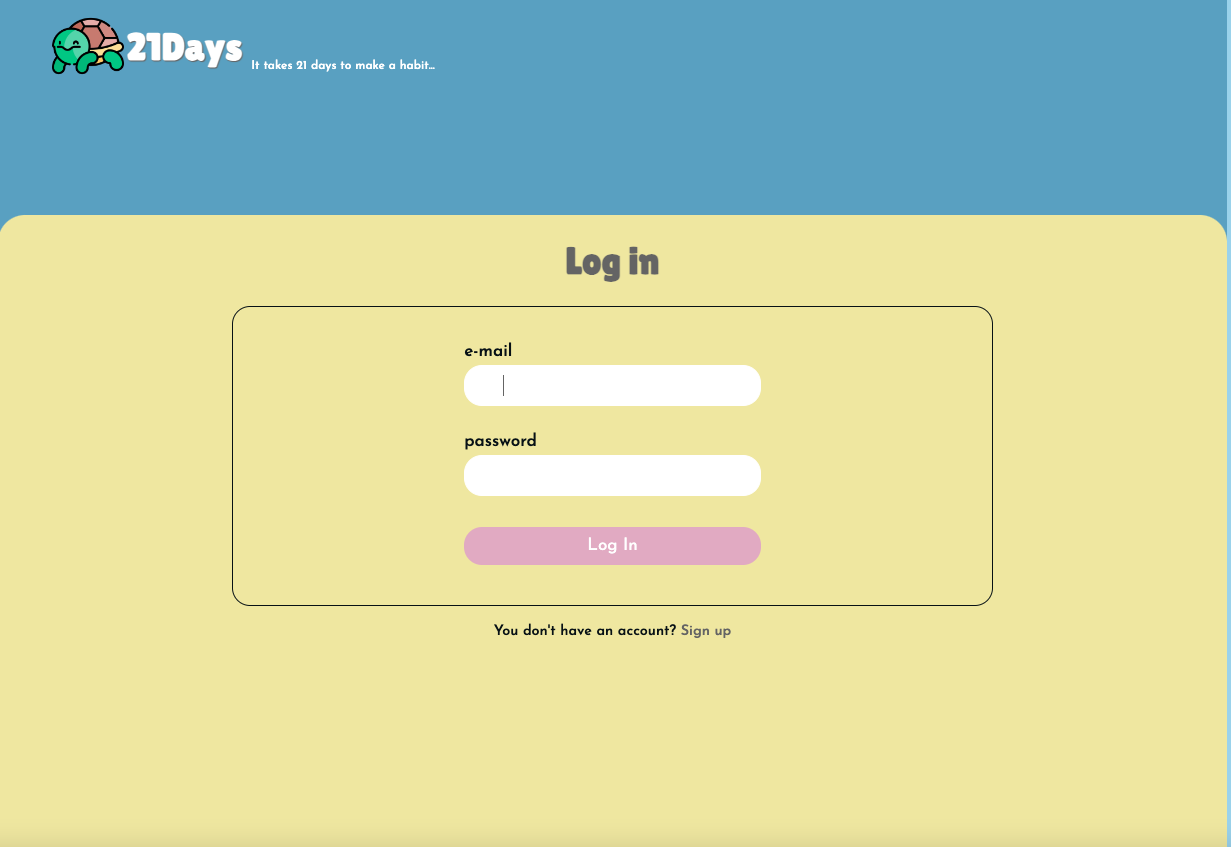 21Days
It takes 21 days to make a habit...
Log in
e-mail
password
Log In
You don't have an account? Sign up